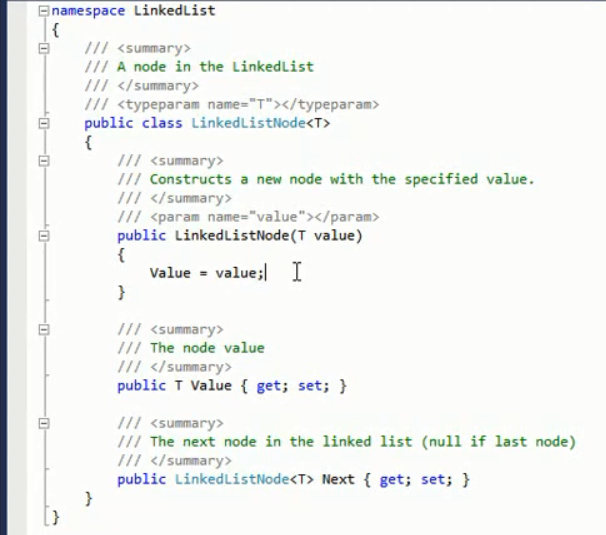 namespace LinkedList
{
/// <summary>
/// A node in the LinkedList
/// </summary>
/// <typeparam name="T"></typeparam>
public class LinkedListNode<T>
{
/// <summary>
/// Constructs a new node with the specified value.
/// </summary>
/// <param name="value"></param>
public LinkedListNode(T value)
{
Value = value;
}
/// <summary>
/// The node value
/// </summary>
public T Value { get; set; }
/// <summary>
/// The next node in the linked list (null if last node)
/// </summary>
public LinkedListNode<T> Next { get; set; }
}
}